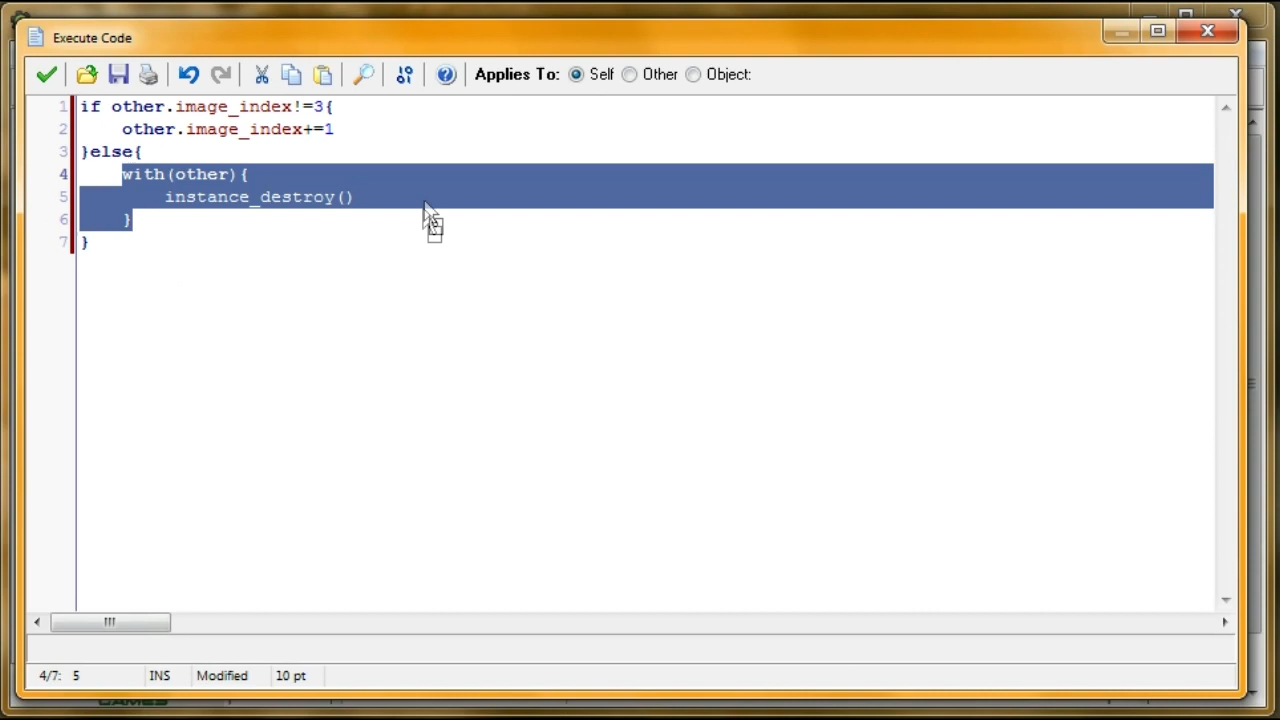 Execute Code
Applies To: Self Other Object:
1 if other.image_index!=3{
2 other.image_index+=1
3 }else{
4 with(other){
5 instance_destroy()
6 }
7 }
4/7: 5 INS Modified 10 pt